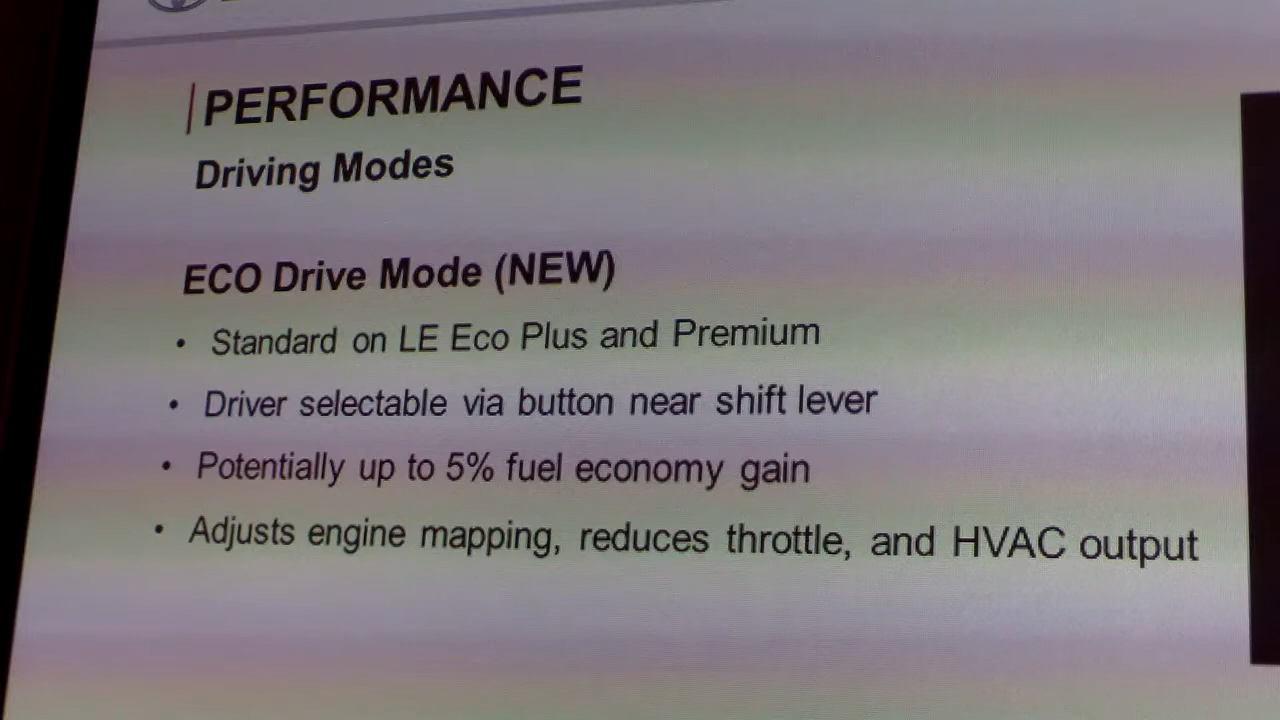 PERFORMANCE
Driving Modes
ECO Drive Mode (NEW)
• Standard on LE Eco Plus and Premium
• Driver selectable via button near shift lever
• Potentially up to 5% fuel economy gain
• Adjusts engine mapping, reduces throttle, and HVAC output